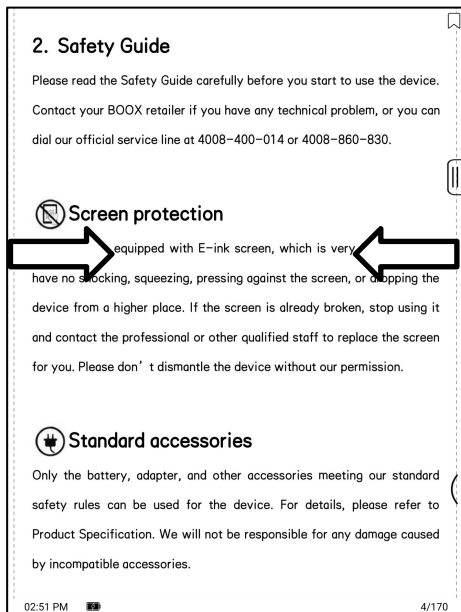 2. Safety Guide
Please read the Safety Guide carefully before you start to use the device.
Contact your BOOX retailer if you have any technical problem, or you can
dial our official service line at 4008-400-014 or 4008-860-830.
Screen protection
equipped with E-ink screen, which is very
have no shocking, squeezing, pressing against the screen, or dropping the
device from a higher place. If the screen is already broken, stop using it
and contact the professional or other qualified staff to replace the screen
for you. Please don’t dismantle the device without our permission.
Standard accessories
Only the battery, adapter, and other accessories meeting our standard
safety rules can be used for the device. For details, please refer to
Product Specification. We will not be responsible for any damage caused
by incompatible accessories.
02:51 PM 4/170